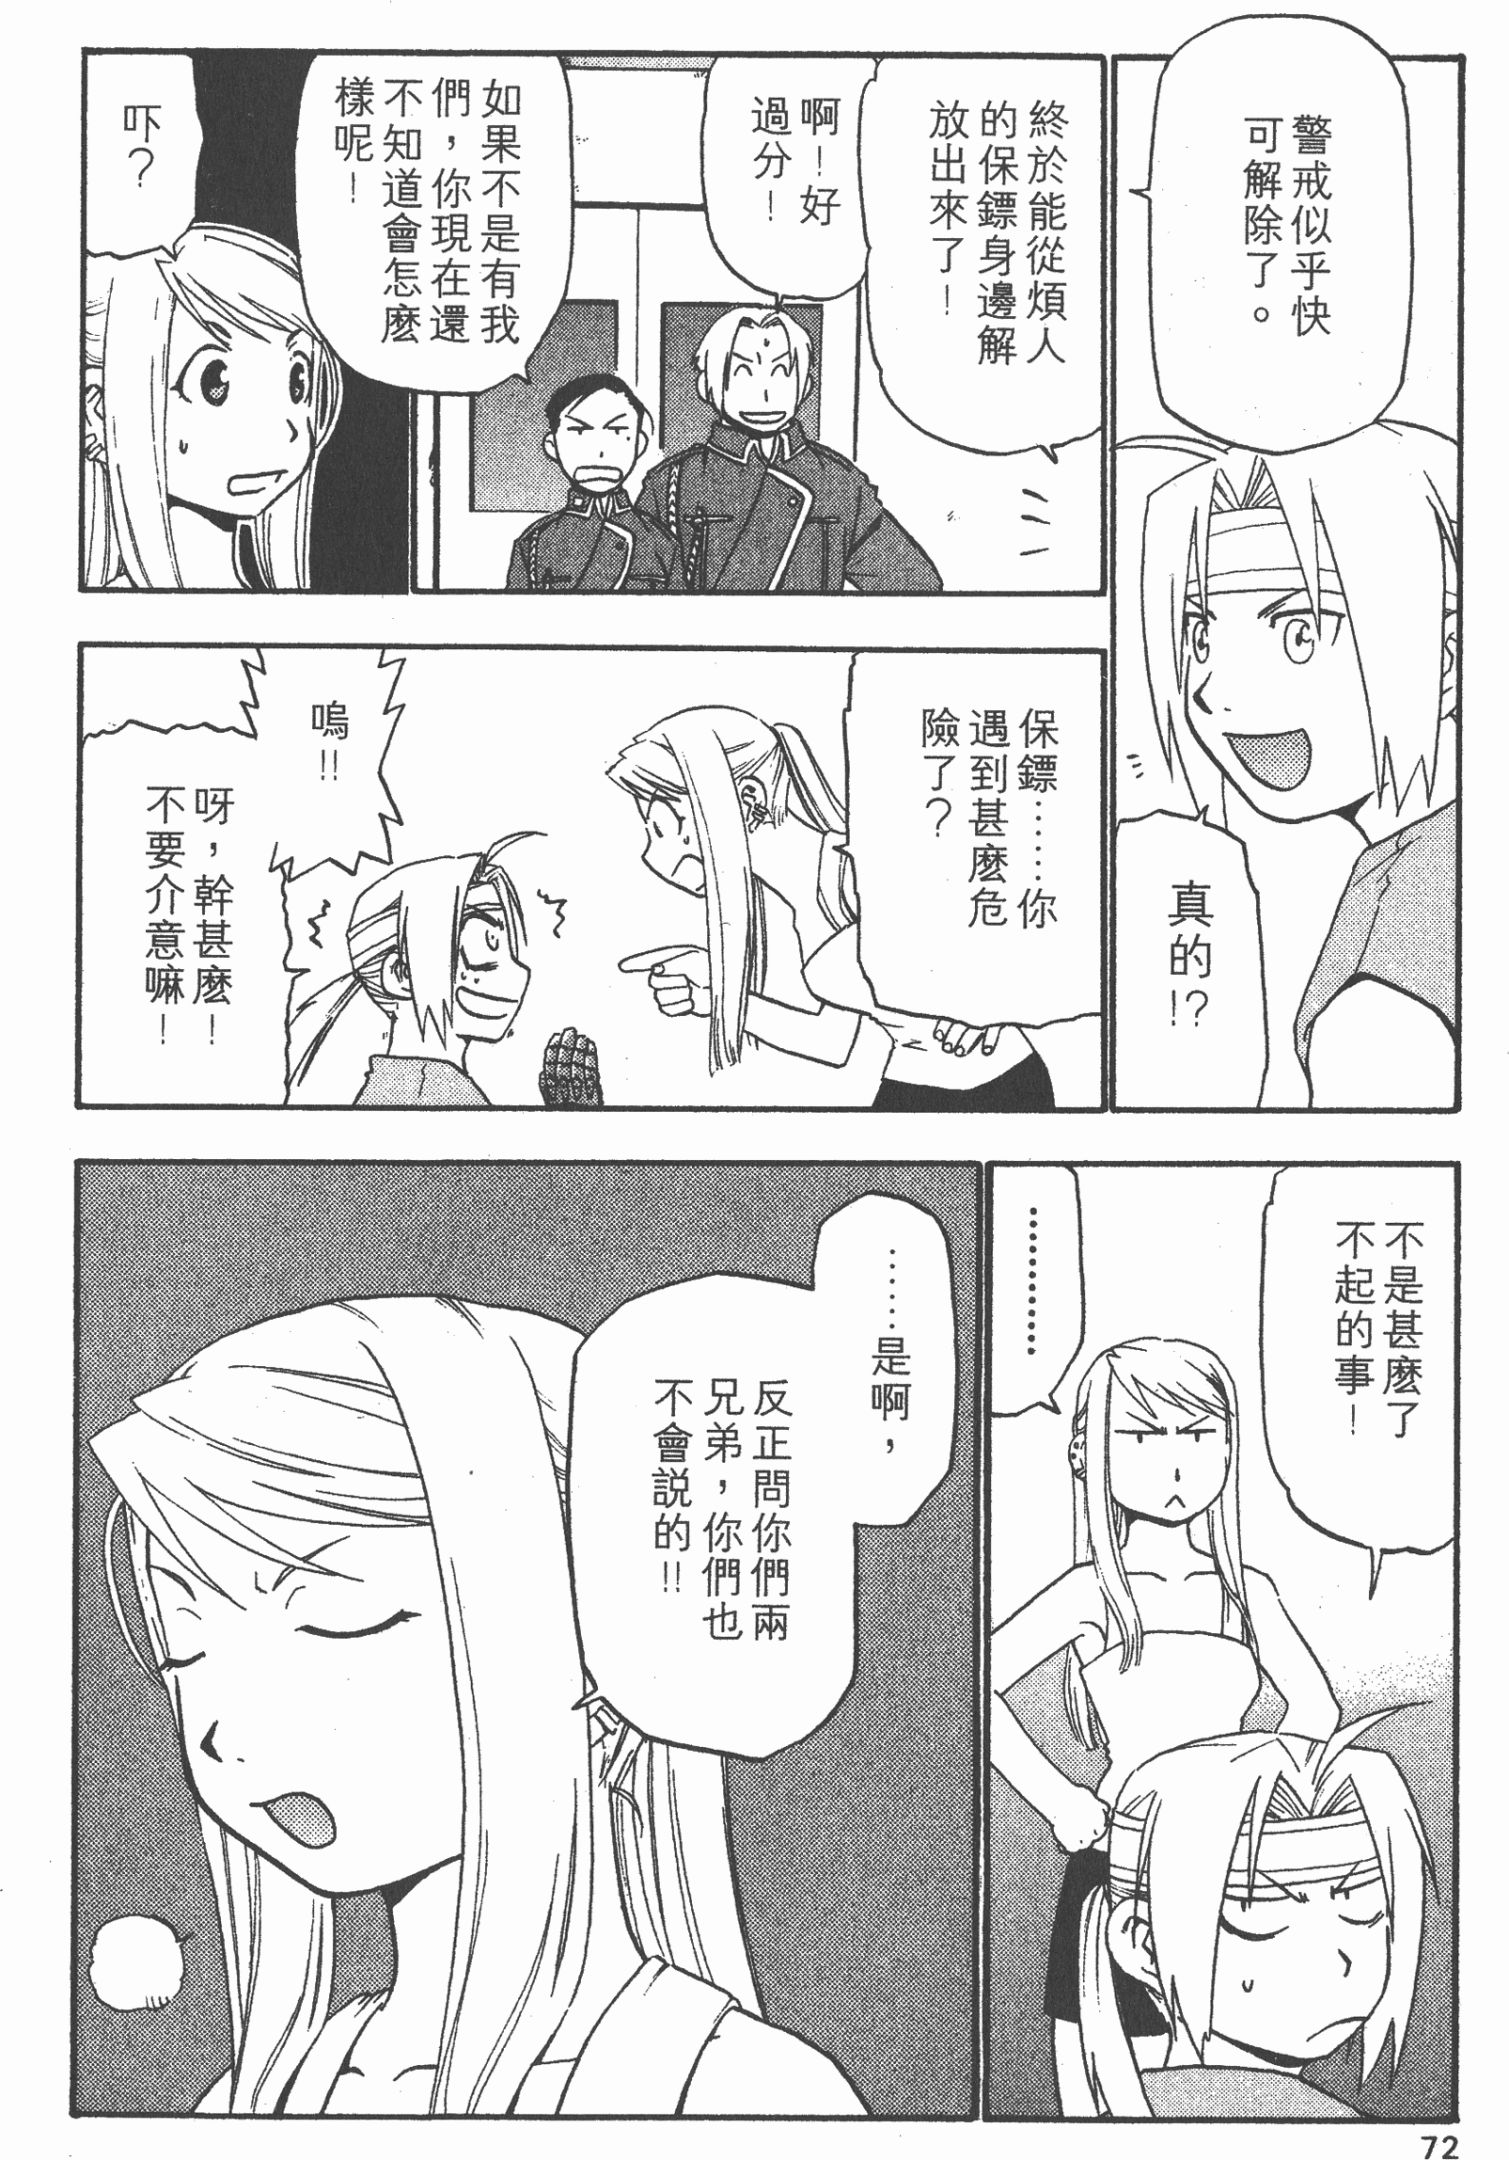 警戒似乎快
可解除了。
真的!?
終於能從煩人
的保鏢身邊解
放出來了!
啊!好
過分!
如果不是有我
們，你現在還
不知道會怎麼
樣呢!
吓?
保鏢……你
遇到甚麼危
險了?
嗚!!
呀，幹甚麼!
不要介意嘛!
不是甚麼了
不起的事!
…………
……是啊，
反正問你們兩
兄弟，你們也
不會説的!!
72